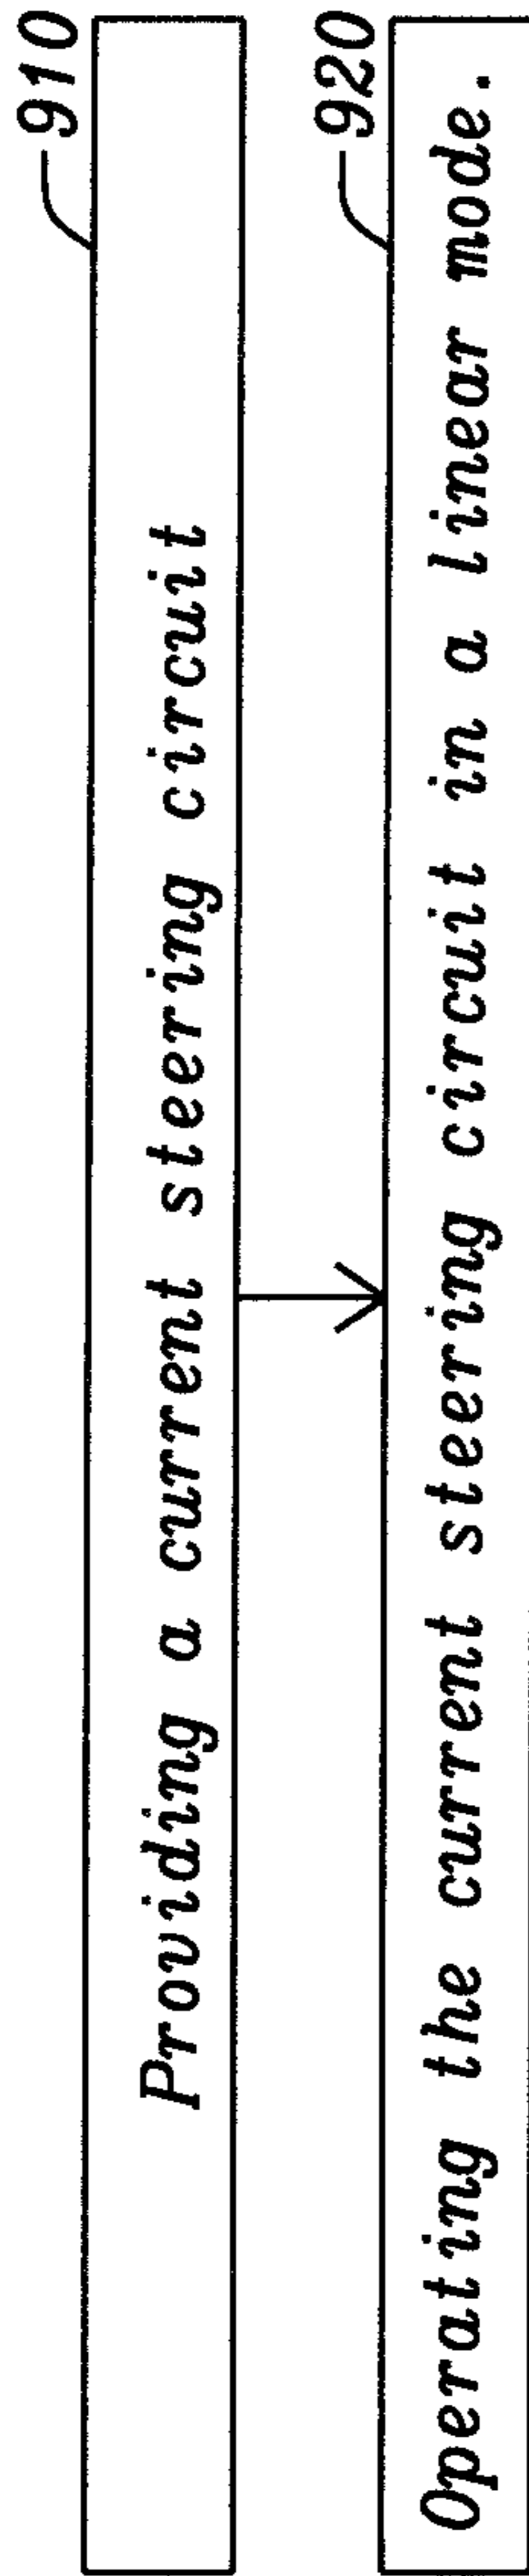 910
Providing a current steering circuit
920
Operating the current steering circuit in a linear mode.